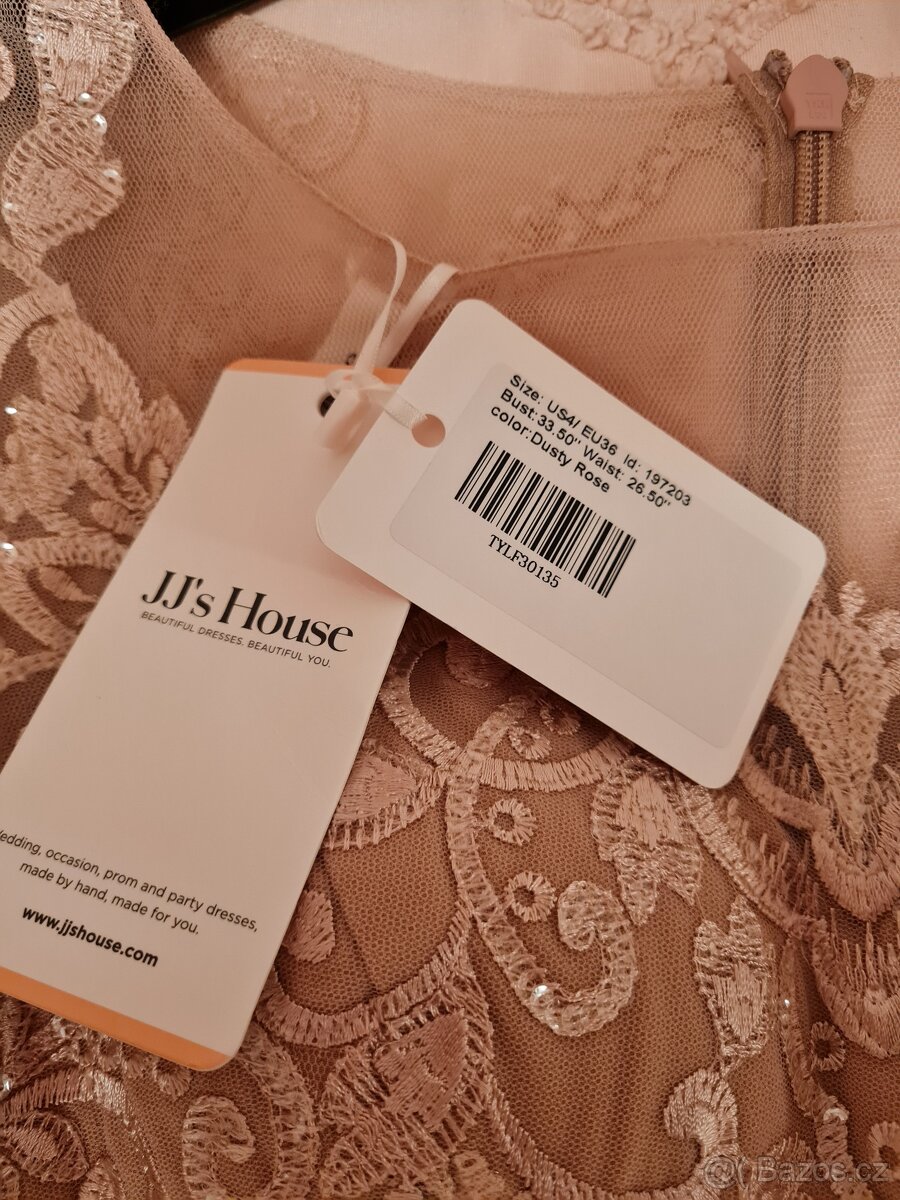 Size: US4/ EU36 Id: 197203
Bust:33.50" Waist: 26.50"
color:Dusty Rose
TYLF30135
JJ's House
BEAUTIFUL DRESSES. BEAUTIFUL YOU.
edding, occasion, prom and party dresses,
made by hand, made for you.
www.jjshouse.com
@ Bazos.cz